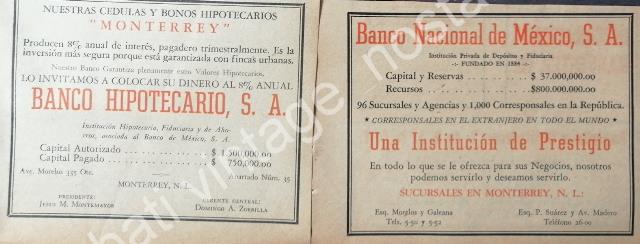 NUESTRAS CEDULAS Y BONOS HIPOTECARIOS
"MONTERREY"
Producen 8% anual de interés, pagadero trimestralmente. Es la
inversión más segura porque está garantizada con fincas urbanas.
Nuestro Banco Garantiza plenamente estos Valores Hipotecarios.
LO INVITAMOS A COLOCAR SU DINERO AL 8% ANUAL
BANCO HIPOTECARIO, S. A.
Institución Hipotecaria, Fiduciaria y de Aho-
rros, asociada al Banco de México, S. A.
Capital Autorizado $ 1.500,000.00
Capital Pagado $ 750,000.00
Ave. Morelos 335 Ote. Apartado Núm. 35
MONTERREY, N. L.
PRESIDENTE: GERENTE GENERAL:
JESUS M. MONTEMAYOR DOMINGO A. ZORRILLA
Banco Nacional de México, S. A.
Institución Privada de Depósito y Fiduciaria
-:- FUNDADO EN 1884 -:-
Capital y Reservas $ 37.000,000.00
Recursos $800.000,000.00
96 Sucursales y Agencias y 1,000 Corresponsales en la República.
* CORRESPONSALES EN EL EXTRANJERO EN TODO EL MUNDO *
Una Institución de Prestigio
En todo lo que se le ofrezca para sus Negocios, nosotros
podemos servirlo y deseamos servirlo.
SUCURSALES EN MONTERREY, N. L.:
Esq. Morelos y Galeana Esq. P. Suárez y Av. Madero
Tels. 5-50 y 5-52 Teléfono 26-00